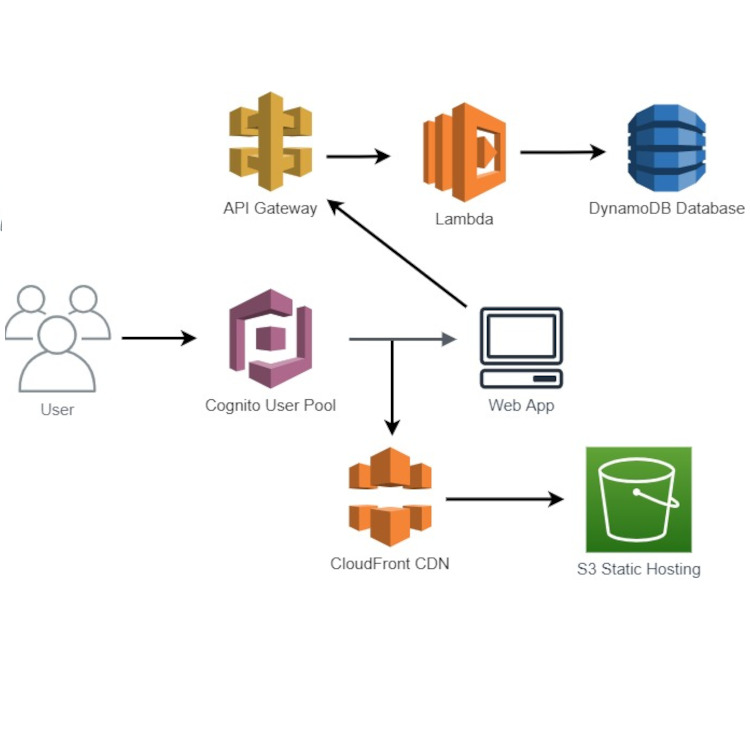 API Gateway
Lambda
DynamoDB Database
User
Cognito User Pool
Web App
CloudFront CDN
S3 Static Hosting